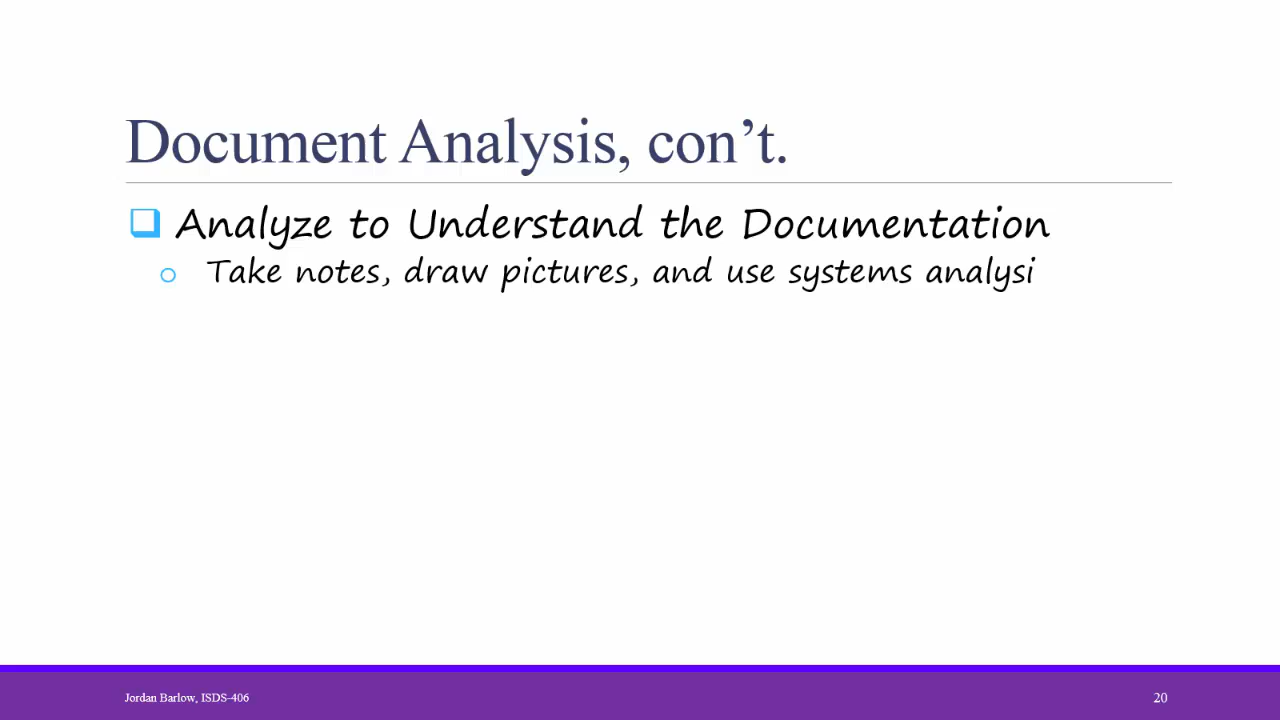 Document Analysis, con’t.
Analyze to Understand the Documentation
Take notes, draw pictures, and use systems analysi
Jordan Barlow, ISDS-406
20